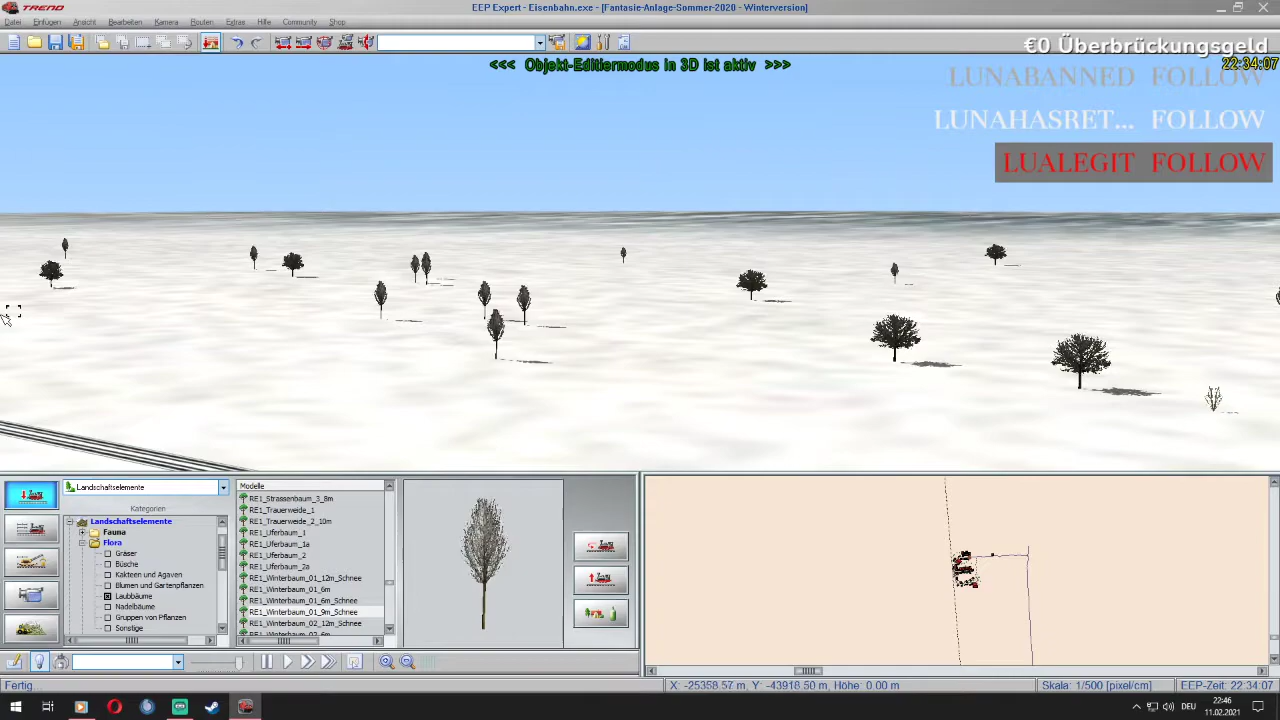 TREND
EEP Expert - Eisenbahn.exe - [Fantasie-Anlage-Sommer-2020 - Winterversion]
Datei Einfügen Ansicht Bearbeiten Kamera Routen Extras Hilfe Community Shop
€0 Überbrückungsgeld
<<< Objekt-Editiermodus in 3D ist aktiv >>>
22:34:07
LUNABANNED FOLLOW
LUNAHASRET... FOLLOW
LUALEGIT FOLLOW
Landschaftselemente
Kategorien
Landschaftselemente
Fauna
Flora
Gräser
Büsche
Kakteen und Agaven
Blumen und Gartenpflanzen
Laubbäume
Nadelbäume
Gruppen von Pflanzen
Sonstige
Modelle
RE1_Strassenbaum_3_8m
RE1_Trauerweide_1
RE1_Trauerweide_2_10m
RE1_Uferbaum_1
RE1_Uferbaum_1a
RE1_Uferbaum_2
RE1_Uferbaum_2a
RE1_Winterbaum_01_12m_Schnee
RE1_Winterbaum_01_6m
RE1_Winterbaum_01_6m_Schnee
RE1_Winterbaum_01_9m_Schnee
RE1_Winterbaum_02_12m_Schnee
RE1_Winterbaum_02_6m
Fertig...
X: -25358.57 m, Y: -43918.50 m, Höhe: 0.00 m
Skala: 1/500 [pixel/cm]
EEP-Zeit: 22:34:07
DEU
22:46
11.02.2021